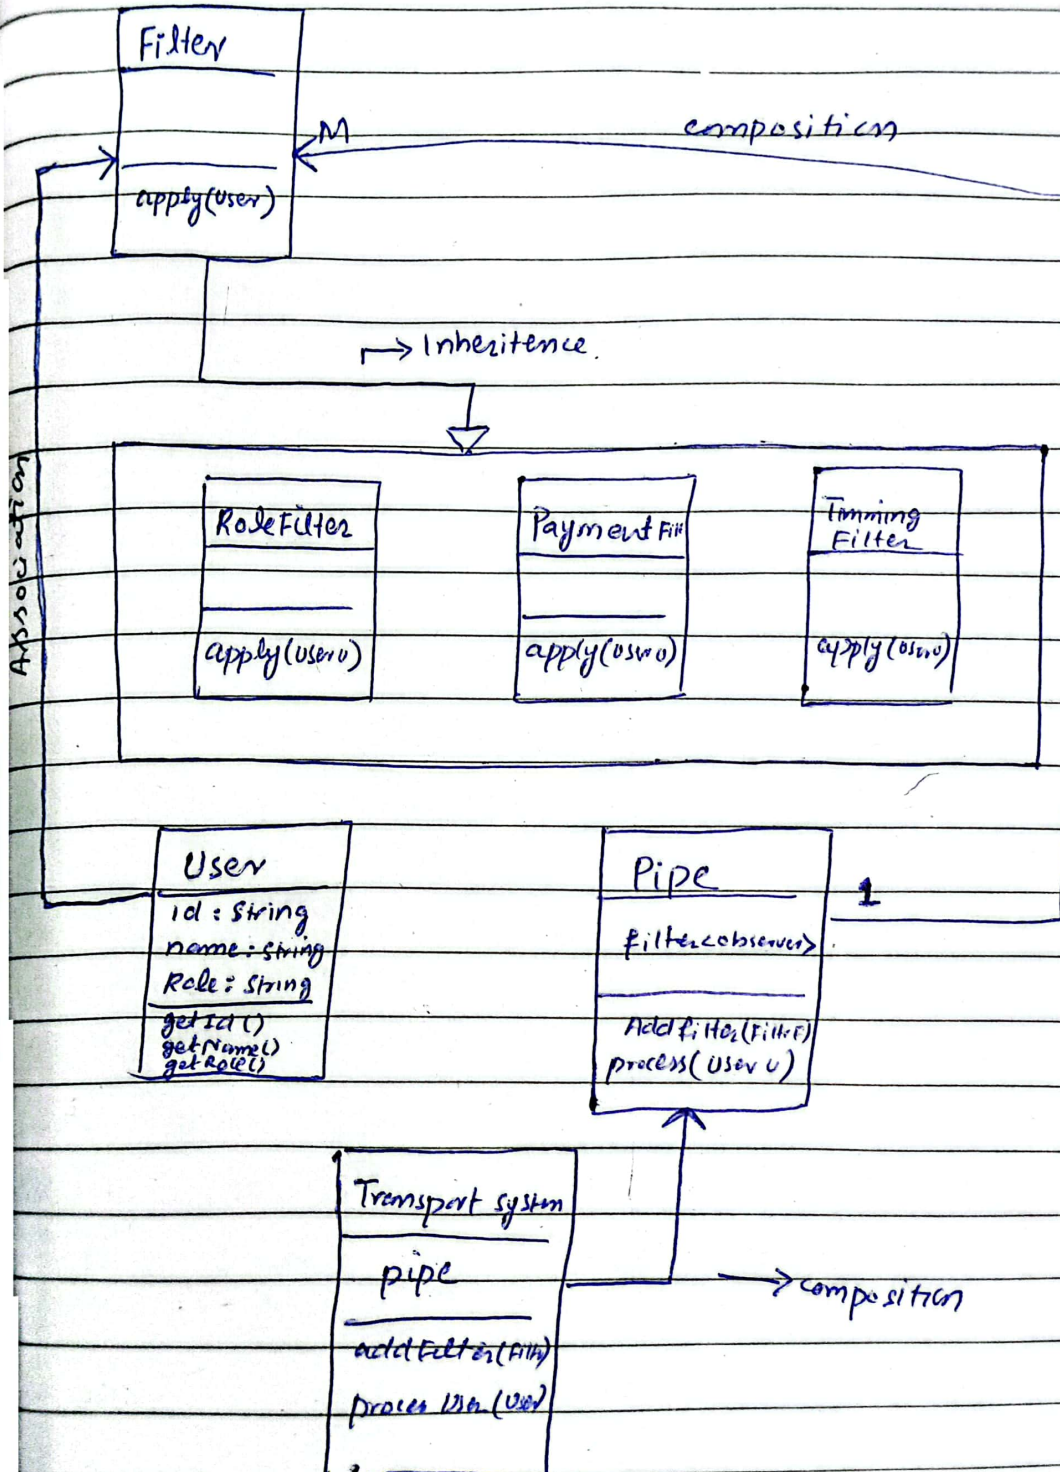 Filter
M
composition
apply(User)
Inheritence.
Association
RoleFilter
Payment Filt
Timming
Filter
apply(User U)
apply(User U)
apply(User U)
User
id : String
name : String
Role : String
getId()
getName()
getRole()
Pipe
1
filter<observer>
Addfilter(Filter F)
process(User U)
Transport system
pipe
composition
addFilter(Filtr)
proces User (User)